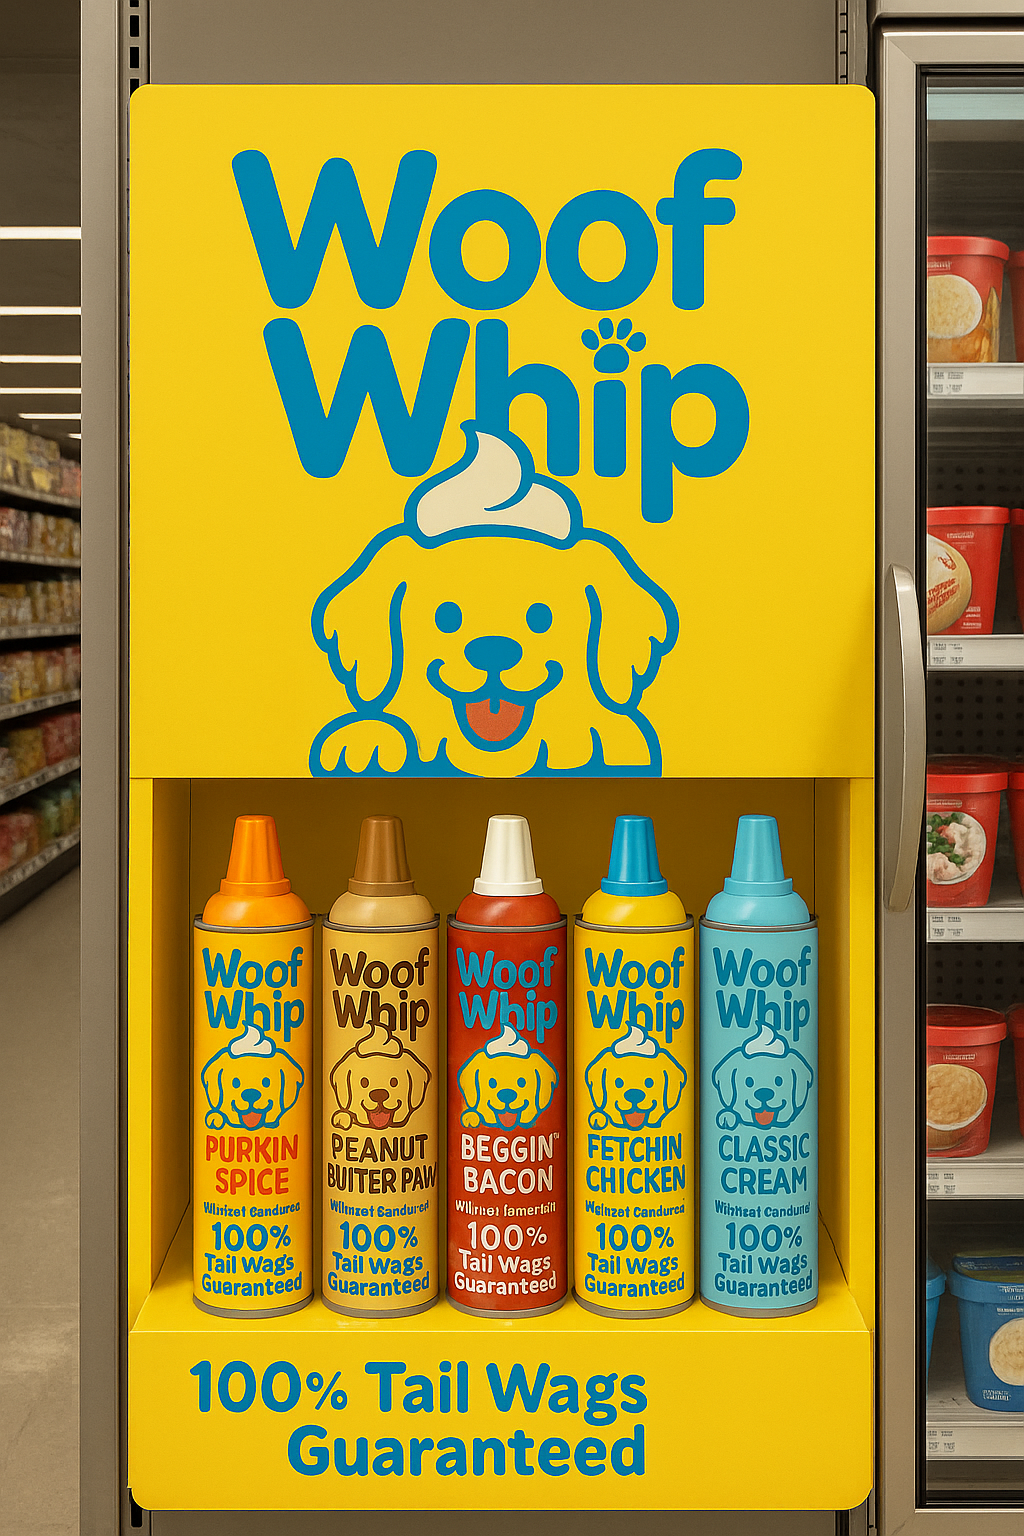 Woof
Whip
Woof
Whip
PURKIN
SPICE
100%
Tail Wags
Guaranteed
Woof
Whip
PEANUT
BUITER PAW
100%
Tail Wags
Guaranteed
Woof
Whip
BEGGIN™
BACON
100%
Tail Wags
Guaranteed
Woof
Whip
FETCHIN
CHICKEN
100%
Tail Wags
Guaranteed
Woof
Whip
CLASSIC
CREAM
100%
Tail Wags
Guaranteed
100% Tail Wags
Guaranteed